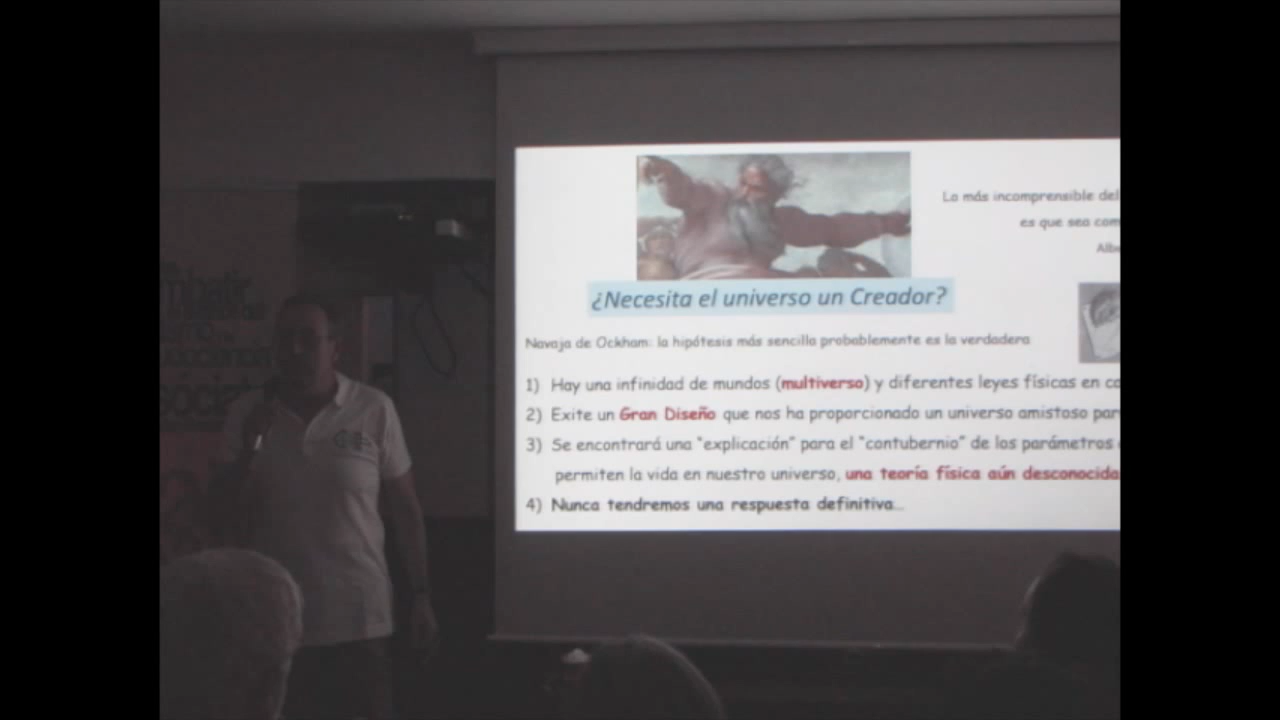 Lo más incomprensible del
es que sea com
Albe
¿Necesita el universo un Creador?
Navaja de Ockham: la hipótesis más sencilla probablemente es la verdadera
1) Hay una infinidad de mundos (multiverso) y diferentes leyes físicas en ca
2) Exite un Gran Diseño que nos ha proporcionado un universo amistoso par
3) Se encontrará una "explicación" para el "contubernio" de los parámetros
permiten la vida en nuestro universo, una teoría física aún desconocida
4) Nunca tendremos una respuesta definitiva...